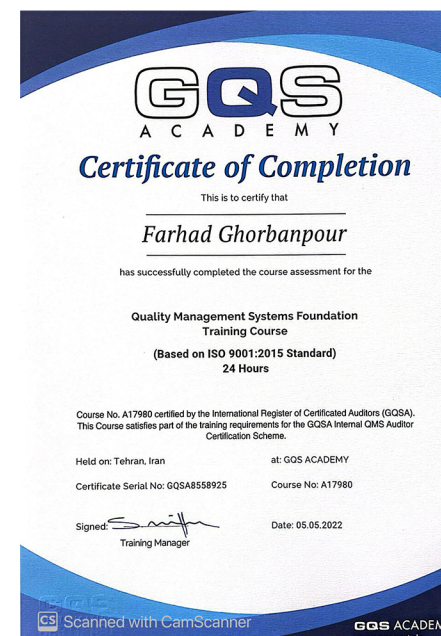 GQS
ACADEMY
Certificate of Completion
This is to certify that
Farhad Ghorbanpour
has successfully completed the course assessment for the
Quality Management Systems Foundation
Training Course
(Based on ISO 9001:2015 Standard)
24 Hours
Course No. A17980 certified by the International Register of Certificated Auditors (GQSA).
This Course satisfies part of the training requirements for the GQSA Internal QMS Auditor
Certification Scheme.
Held on: Tehran, Iran
at: GQS ACADEMY
Certificate Serial No: GQSA8558925
Course No: A17980
Signed:
Date: 05.05.2022
Training Manager
CS Scanned with CamScanner
GQS ACADEM